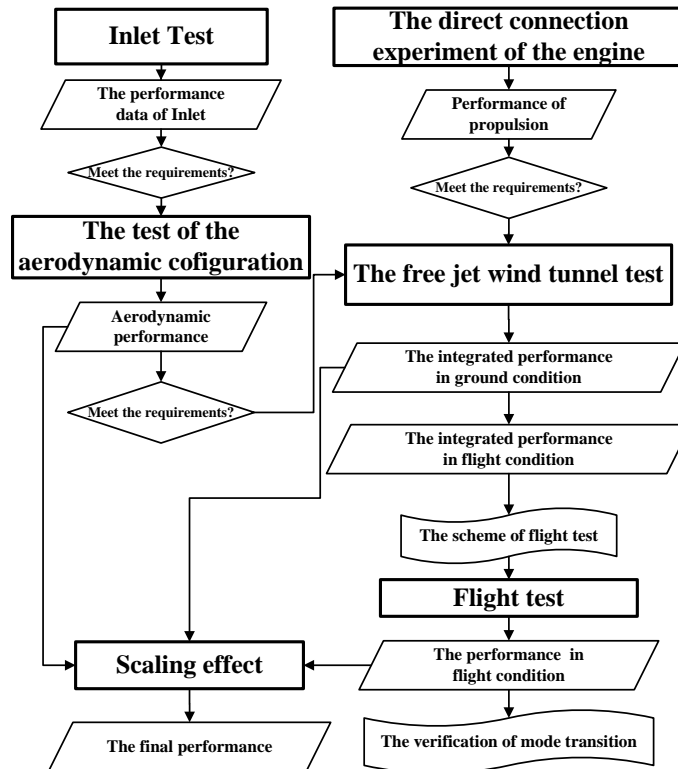 Inlet Test
The performance
data of Inlet
Meet the requirements?
The test of the
aerodynamic cofiguration
Aerodynamic
performance
Meet the requirements?
The direct connection
experiment of the engine
Performance of
propulsion
Meet the requirements?
The free jet wind tunnel test
The integrated performance
in ground condition
The integrated performance
in flight condition
The scheme of flight test
Flight test
The performance in
flight condition
The verification of mode transition
Scaling effect
The final performance